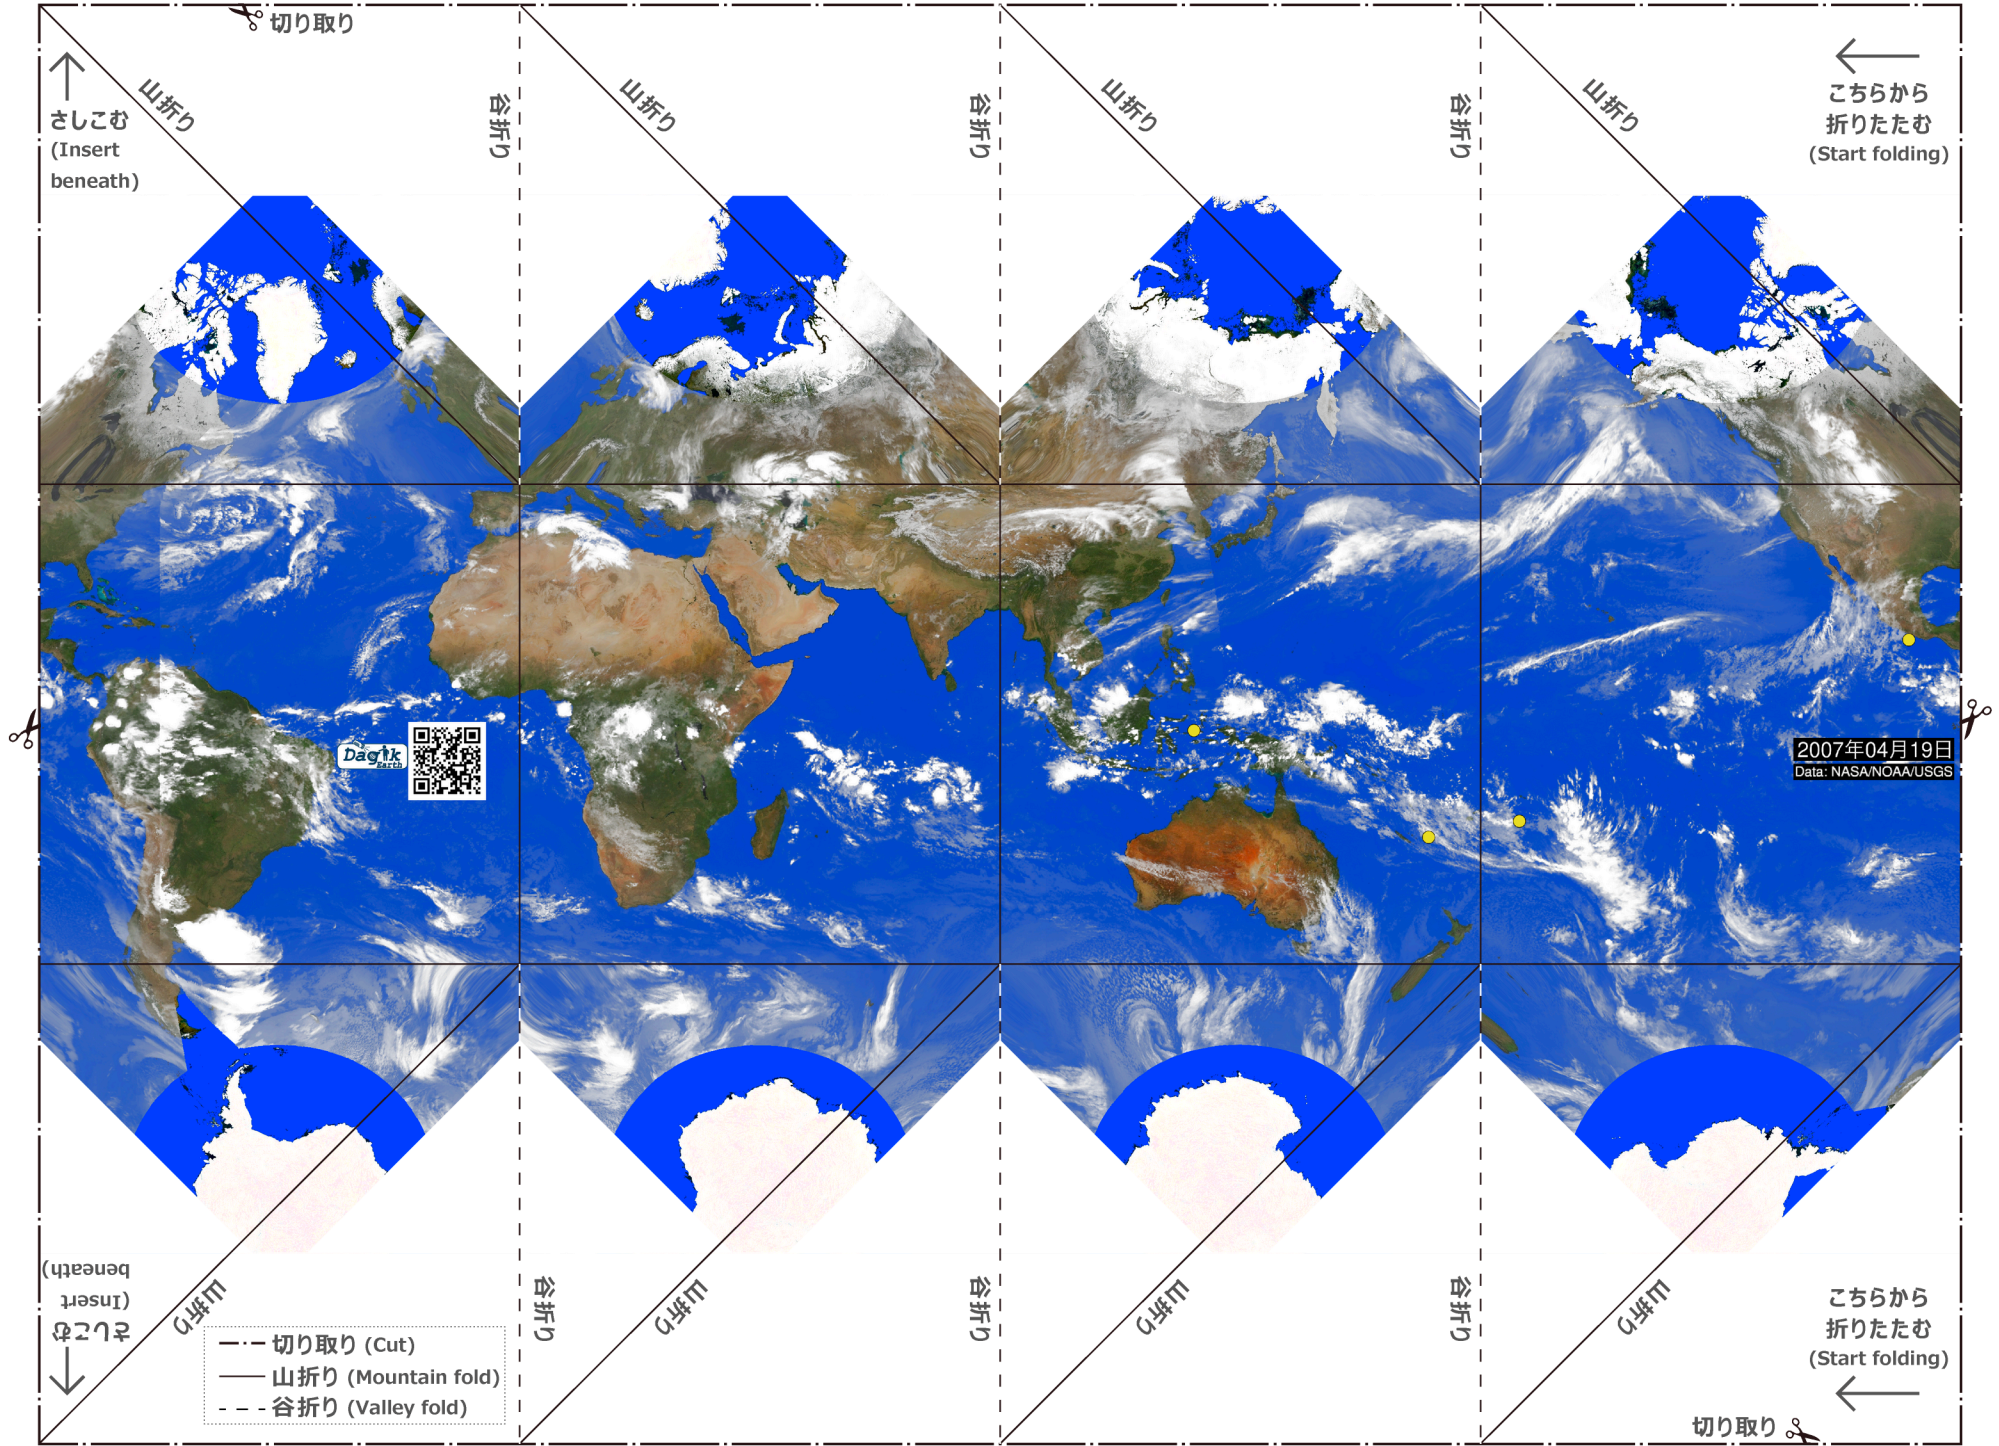 切り取り
山折り
山折り
山折り
山折り
谷折り
谷折り
谷折り
さしこむ
(Insert
beneath)
こちらから
折りたたむ
(Start folding)
Dagik
Earth
2007年04月19日
Data: NASA/NOAA/USGS
さしこむ
(Insert
beneath)
山折り
山折り
山折り
山折り
谷折り
谷折り
谷折り
こちらから
折りたたむ
(Start folding)
切り取り (Cut)
山折り (Mountain fold)
谷折り (Valley fold)
切り取り